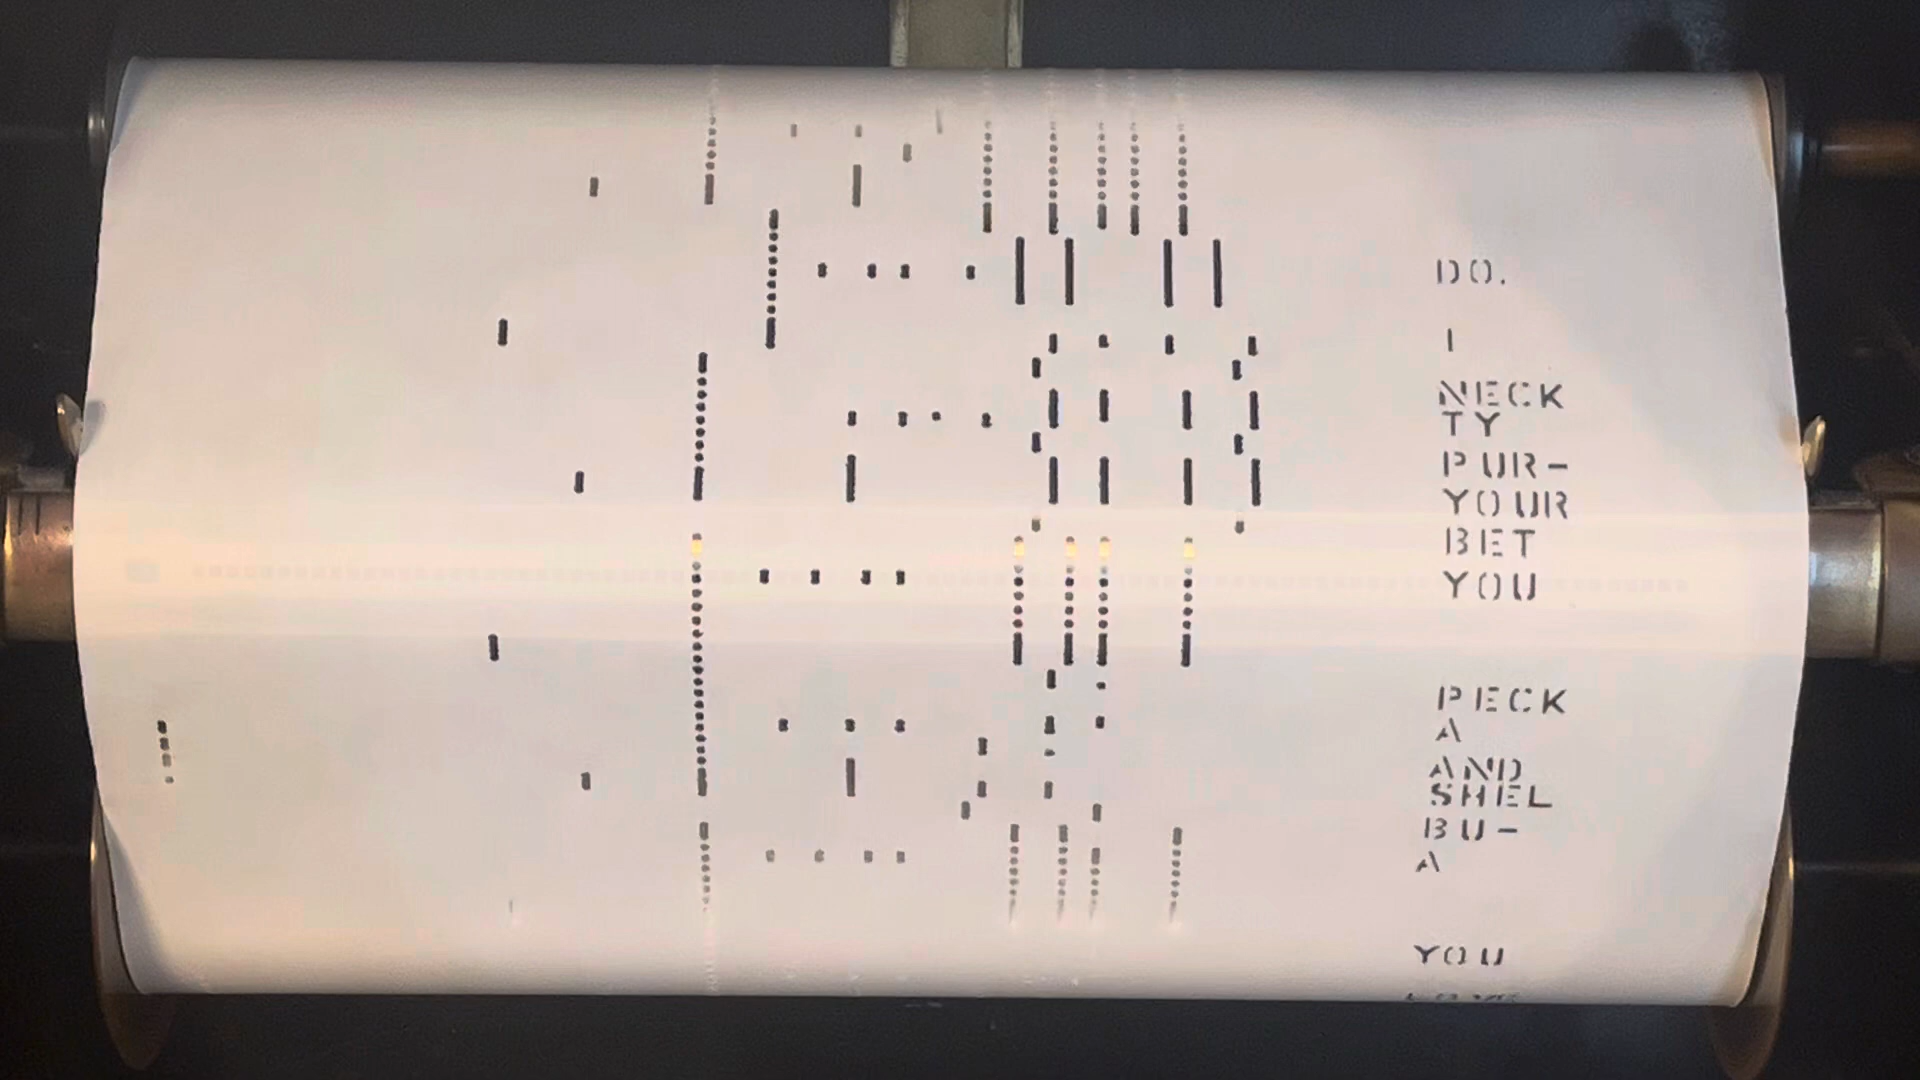 DO.
I
NECK
TY
PUR-
YOUR
BET
YOU
PECK
A
AND
SHEL
BU-
A
YOU